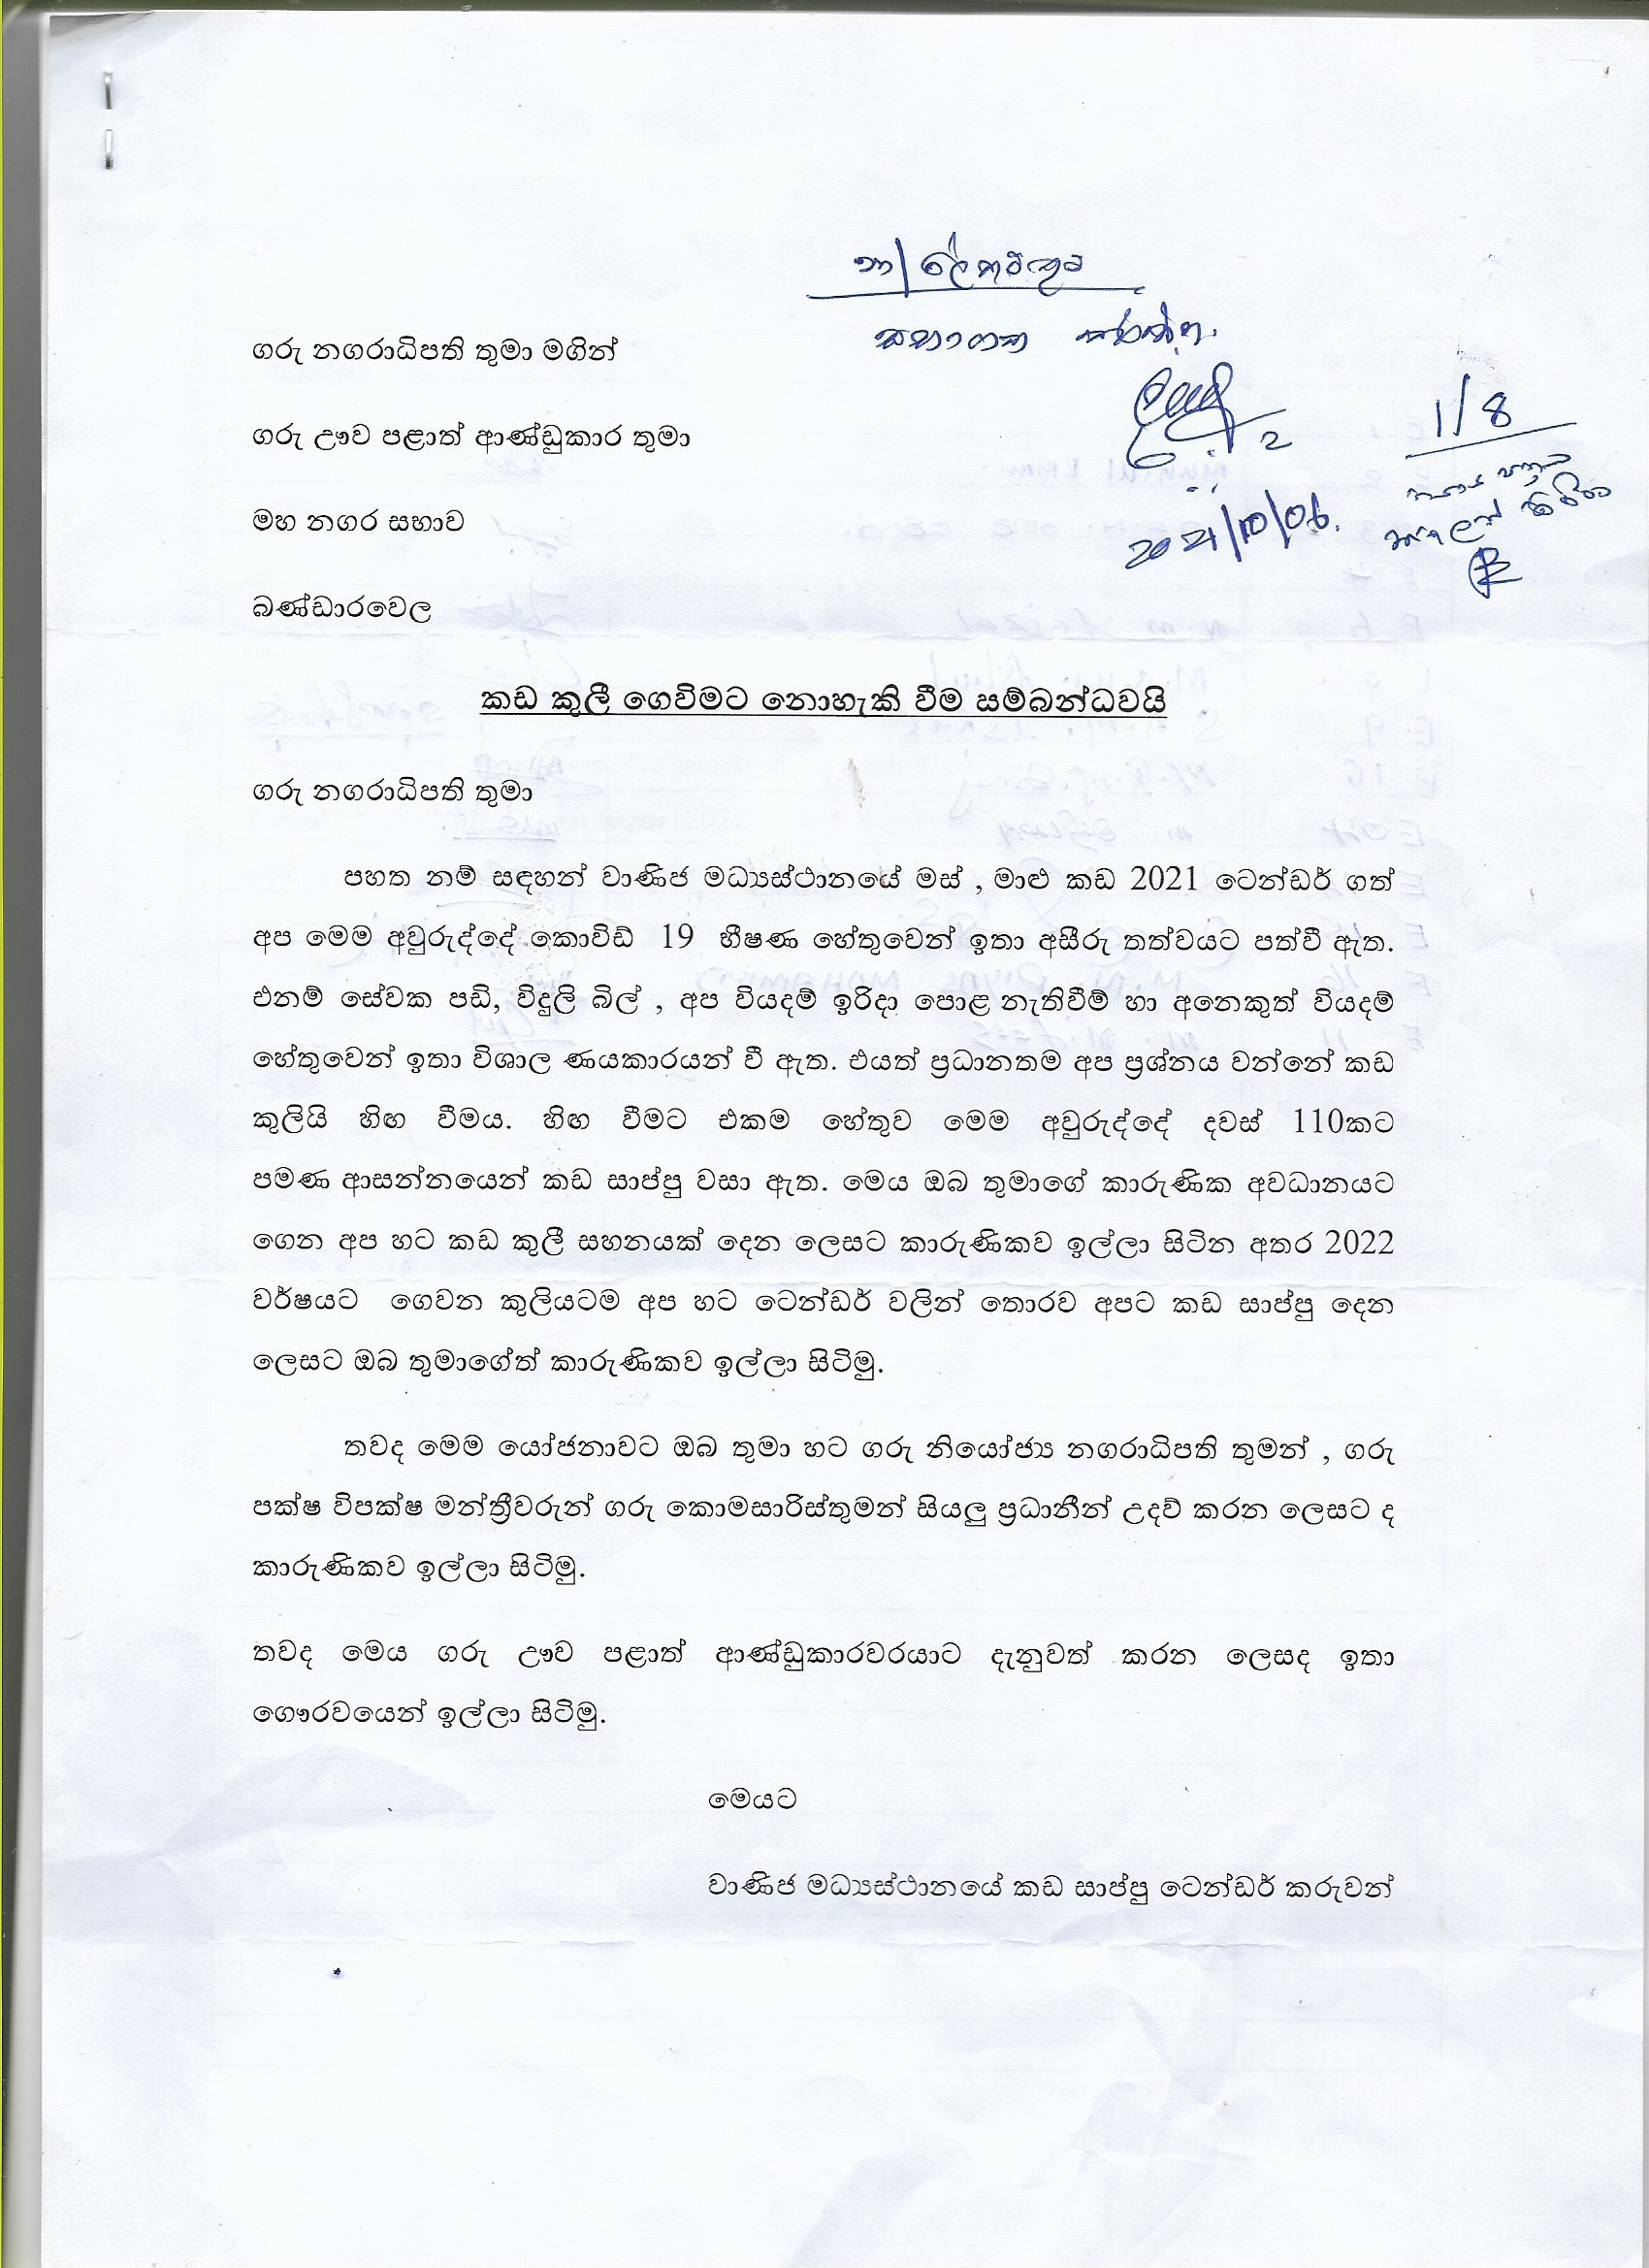 නා/ලේකම්තුම
සභාගත කරන්න.
ගරු නගරාධිපති තුමා මගින්
1/8
ගරු ඌව පළාත් ආණ්ඩුකාර තුමා
මහ නගර සභාව
2021/10/06.
බණ්ඩාරවෙල
කඩ කුලී ගෙවීමට නොහැකි වීම සම්බන්ධවයි
ගරු නගරාධිපති තුමා
පහත නම් සඳහන් වාණිජ මධ්‍යස්ථානයේ මස් , මාළු කඩ 2021 ටෙන්ඩර් ගත්
අප මෙම අවුරුද්දේ කොවිඩ් 19 භීෂණ හේතුවෙන් ඉතා අසීරු තත්වයට පත්වී ඇත.
එනම් සේවක පඩි, විදුලි බිල් , අප වියදම් ඉරිදා පොළ නැතිවීම් හා අනෙකුත් වියදම්
හේතුවෙන් ඉතා විශාල ණයකාරයන් වී ඇත. එයත් ප්‍රධානතම අප ප්‍රශ්නය වන්නේ කඩ
කුලියි හිඟ වීමය. හිඟ වීමට එකම හේතුව මෙම අවුරුද්දේ දවස් 110කට
පමණ ආසන්නයෙන් කඩ සාප්පු වසා ඇත. මෙය ඔබ තුමාගේ කාරුණික අවධානයට
ගෙන අප හට කඩ කුලී සහනයක් දෙන ලෙසට කාරුණිකව ඉල්ලා සිටින අතර 2022
වර්ෂයට ගෙවන කුලියටම අප හට ටෙන්ඩර් වලින් තොරව අපට කඩ සාප්පු දෙන
ලෙසට ඔබ තුමාගේත් කාරුණිකව ඉල්ලා සිටිමු.
තවද මෙම යෝජනාවට ඔබ තුමා හට ගරු නියෝජ්‍ය නගරාධිපති තුමන් , ගරු
පක්ෂ විපක්ෂ මන්ත්‍රීවරුන් ගරු කොමසාරිස්තුමන් සියලු ප්‍රධානීන් උදව් කරන ලෙසට ද
කාරුණිකව ඉල්ලා සිටිමු.
තවද මෙය ගරු ඌව පළාත් ආණ්ඩුකාරවරයාට දැනුවත් කරන ලෙසද ඉතා
ගෞරවයෙන් ඉල්ලා සිටිමු.
මෙයට
වාණිජ මධ්‍යස්ථානයේ කඩ සාප්පු ටෙන්ඩර් කරුවන්